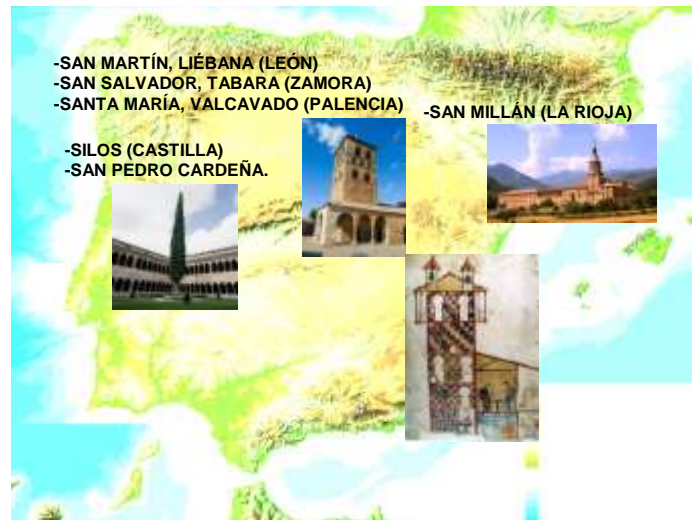 -SAN MARTÍN, LIÉBANA (LEÓN)
-SAN SALVADOR, TABARA (ZAMORA)
-SANTA MARÍA, VALCAVADO (PALENCIA)
-SAN MILLÁN (LA RIOJA)
-SILOS (CASTILLA)
-SAN PEDRO CARDEÑA.